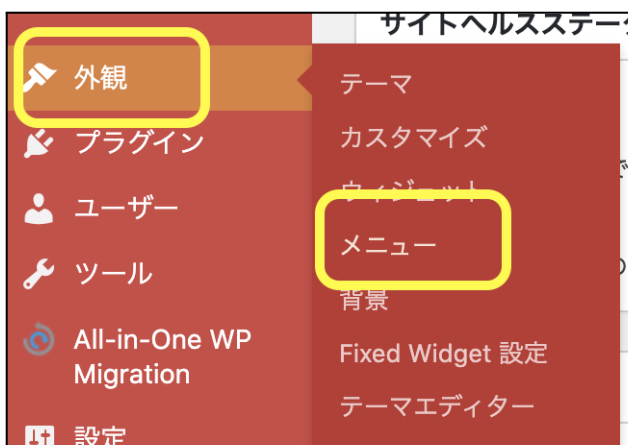 サイトヘルスステータ
外観
プラグイン
ユーザー
ツール
All-in-One WP
Migration
設定
テーマ
カスタマイズ
ウィジェット
メニュー
背景
Fixed Widget 設定
テーマエディター
で
の